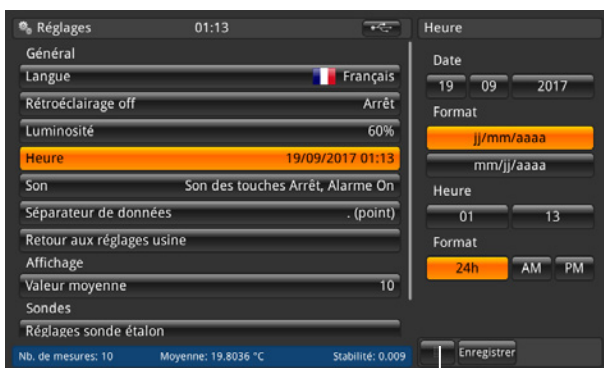 Réglages 01:13
Général
Langue Français
Rétroéclairage off Arrêt
Luminosité 60%
Heure 19/09/2017 01:13
Son Son des touches Arrêt, Alarme On
Séparateur de données . (point)
Retour aux réglages usine
Affichage
Valeur moyenne 10
Sondes
Réglages sonde étalon
Nb. de mesures: 10 Moyenne: 19.8036 °C Stabilité: 0.009
Heure
Date
19 09 2017
Format
jj/mm/aaaa
mm/jj/aaaa
Heure
01 13
Format
24h AM PM
Enregistrer